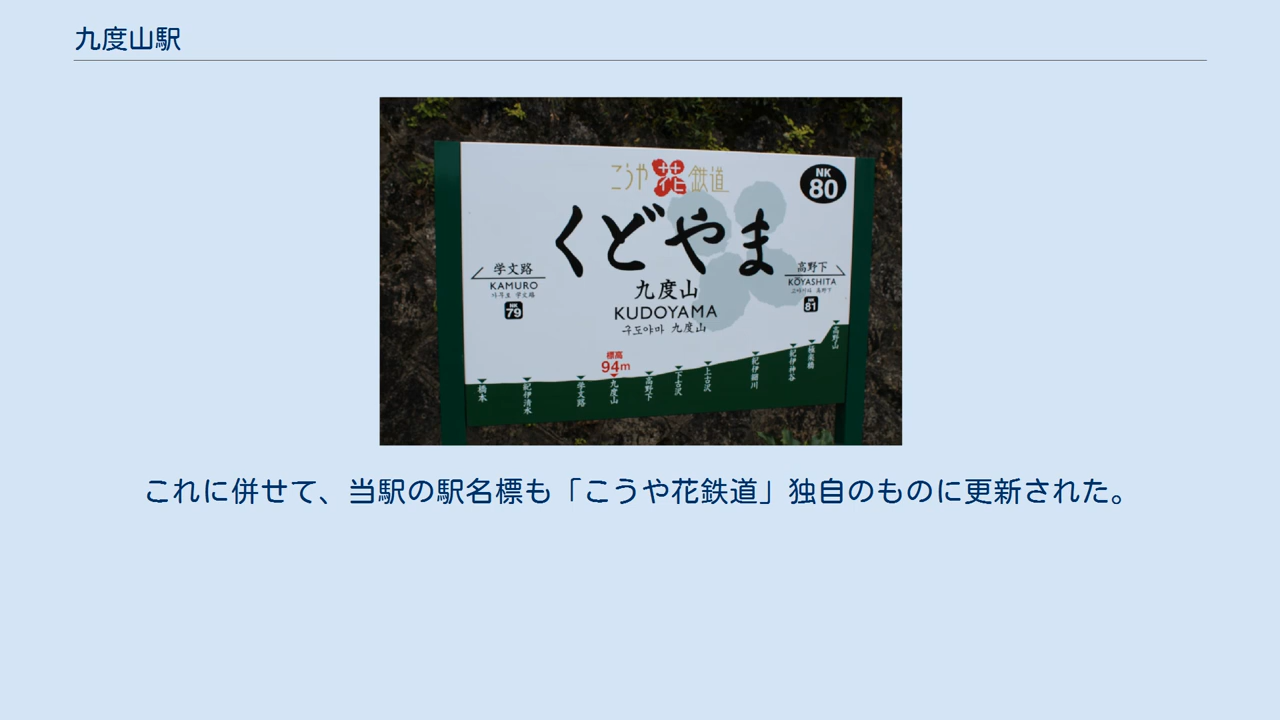 九度山駅
こうや花鉄道
NK
80
くどやま
学文路
KAMURO
NK
79
九度山
KUDOYAMA
구도야마 九度山
高野下
KŌYASHITA
NK
81
標高
94m
橋本
紀伊清水
学文路
九度山
高野下
下古沢
上古沢
紀伊細川
紀伊神谷
極楽橋
高野山
これに併せて、当駅の駅名標も「こうや花鉄道」独自のものに更新された。